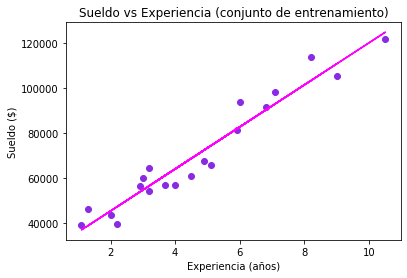 Sueldo vs Experiencia (conjunto de entrenamiento)
120000
100000
80000
60000
40000
Sueldo ($)
2 4 6 8 10
Experiencia (años)